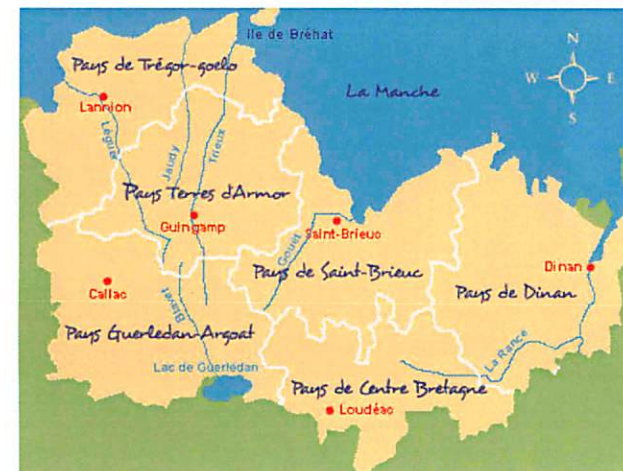 Ile de Bréhat
Pays de Trégor-goëlo
N
W E
S
La Manche
Lannion
Léguer
Jaudy
Trieux
Pays Terres d'Armor
Guingamp
Saint-Brieuc
Gouet
Pays de Saint-Brieuc
Dinan
Pays de Dinan
Callac
Blavet
Pays Guerlédan-Argoat
Lac de Guerlédan
La Rance
Pays de Centre Bretagne
Loudéac